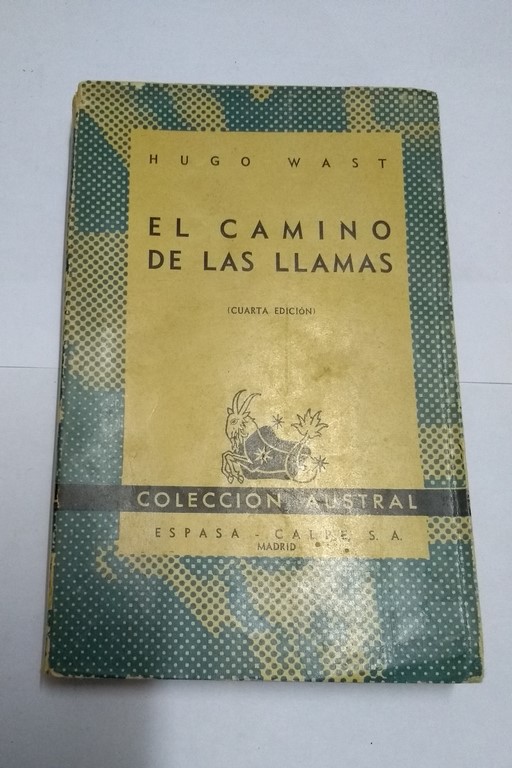 HUGO WAST
EL CAMINO
DE LAS LLAMAS
(CUARTA EDICIÓN)
COLECCIÓN AUSTRAL
ESPASA - CALPE, S. A.
MADRID